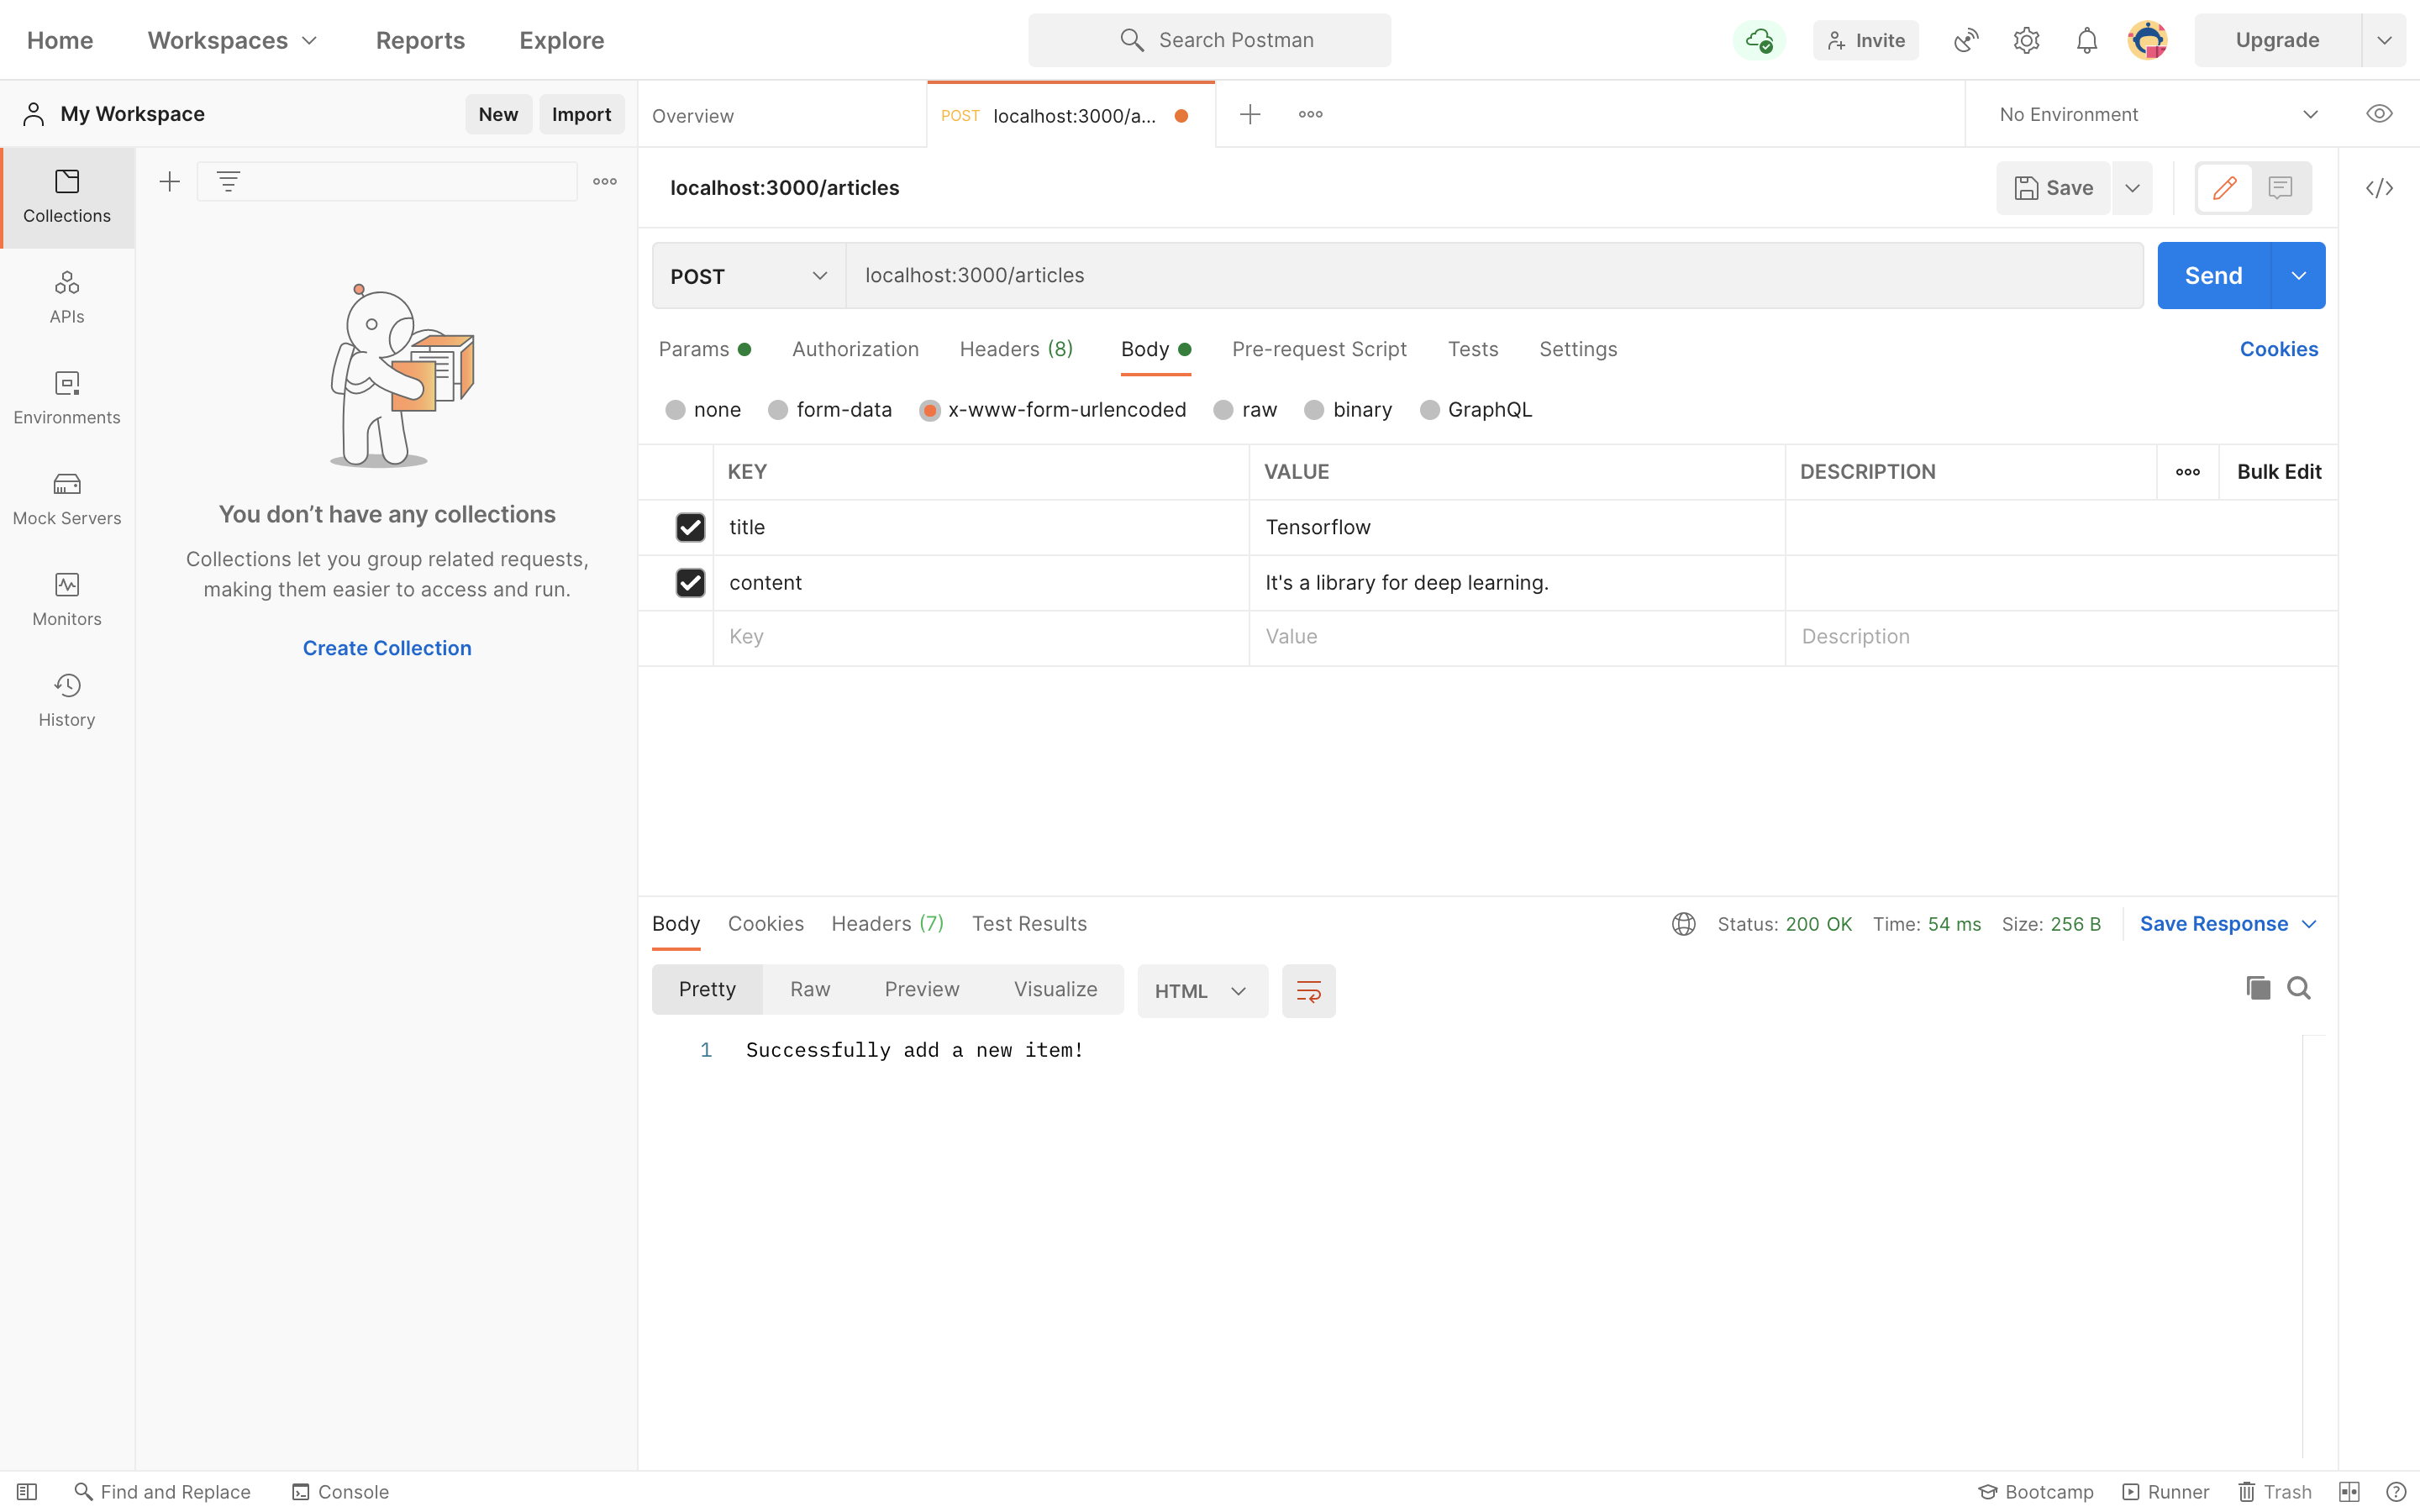 Home Workspaces Reports Explore Search Postman Invite Upgrade
My Workspace New Import Overview POST localhost:3000/a... No Environment
Collections
APIs
Environments
Mock Servers
Monitors
History
You don’t have any collections
Collections let you group related requests,
making them easier to access and run.
Create Collection
localhost:3000/articles Save
POST localhost:3000/articles Send
Params Authorization Headers (8) Body Pre-request Script Tests Settings Cookies
none form-data x-www-form-urlencoded raw binary GraphQL
KEY VALUE DESCRIPTION Bulk Edit
title Tensorflow
content It's a library for deep learning.
Key Value Description
Body Cookies Headers (7) Test Results Status: 200 OK Time: 54 ms Size: 256 B Save Response
Pretty Raw Preview Visualize HTML
1 Successfully add a new item!
Find and Replace Console Bootcamp Runner Trash